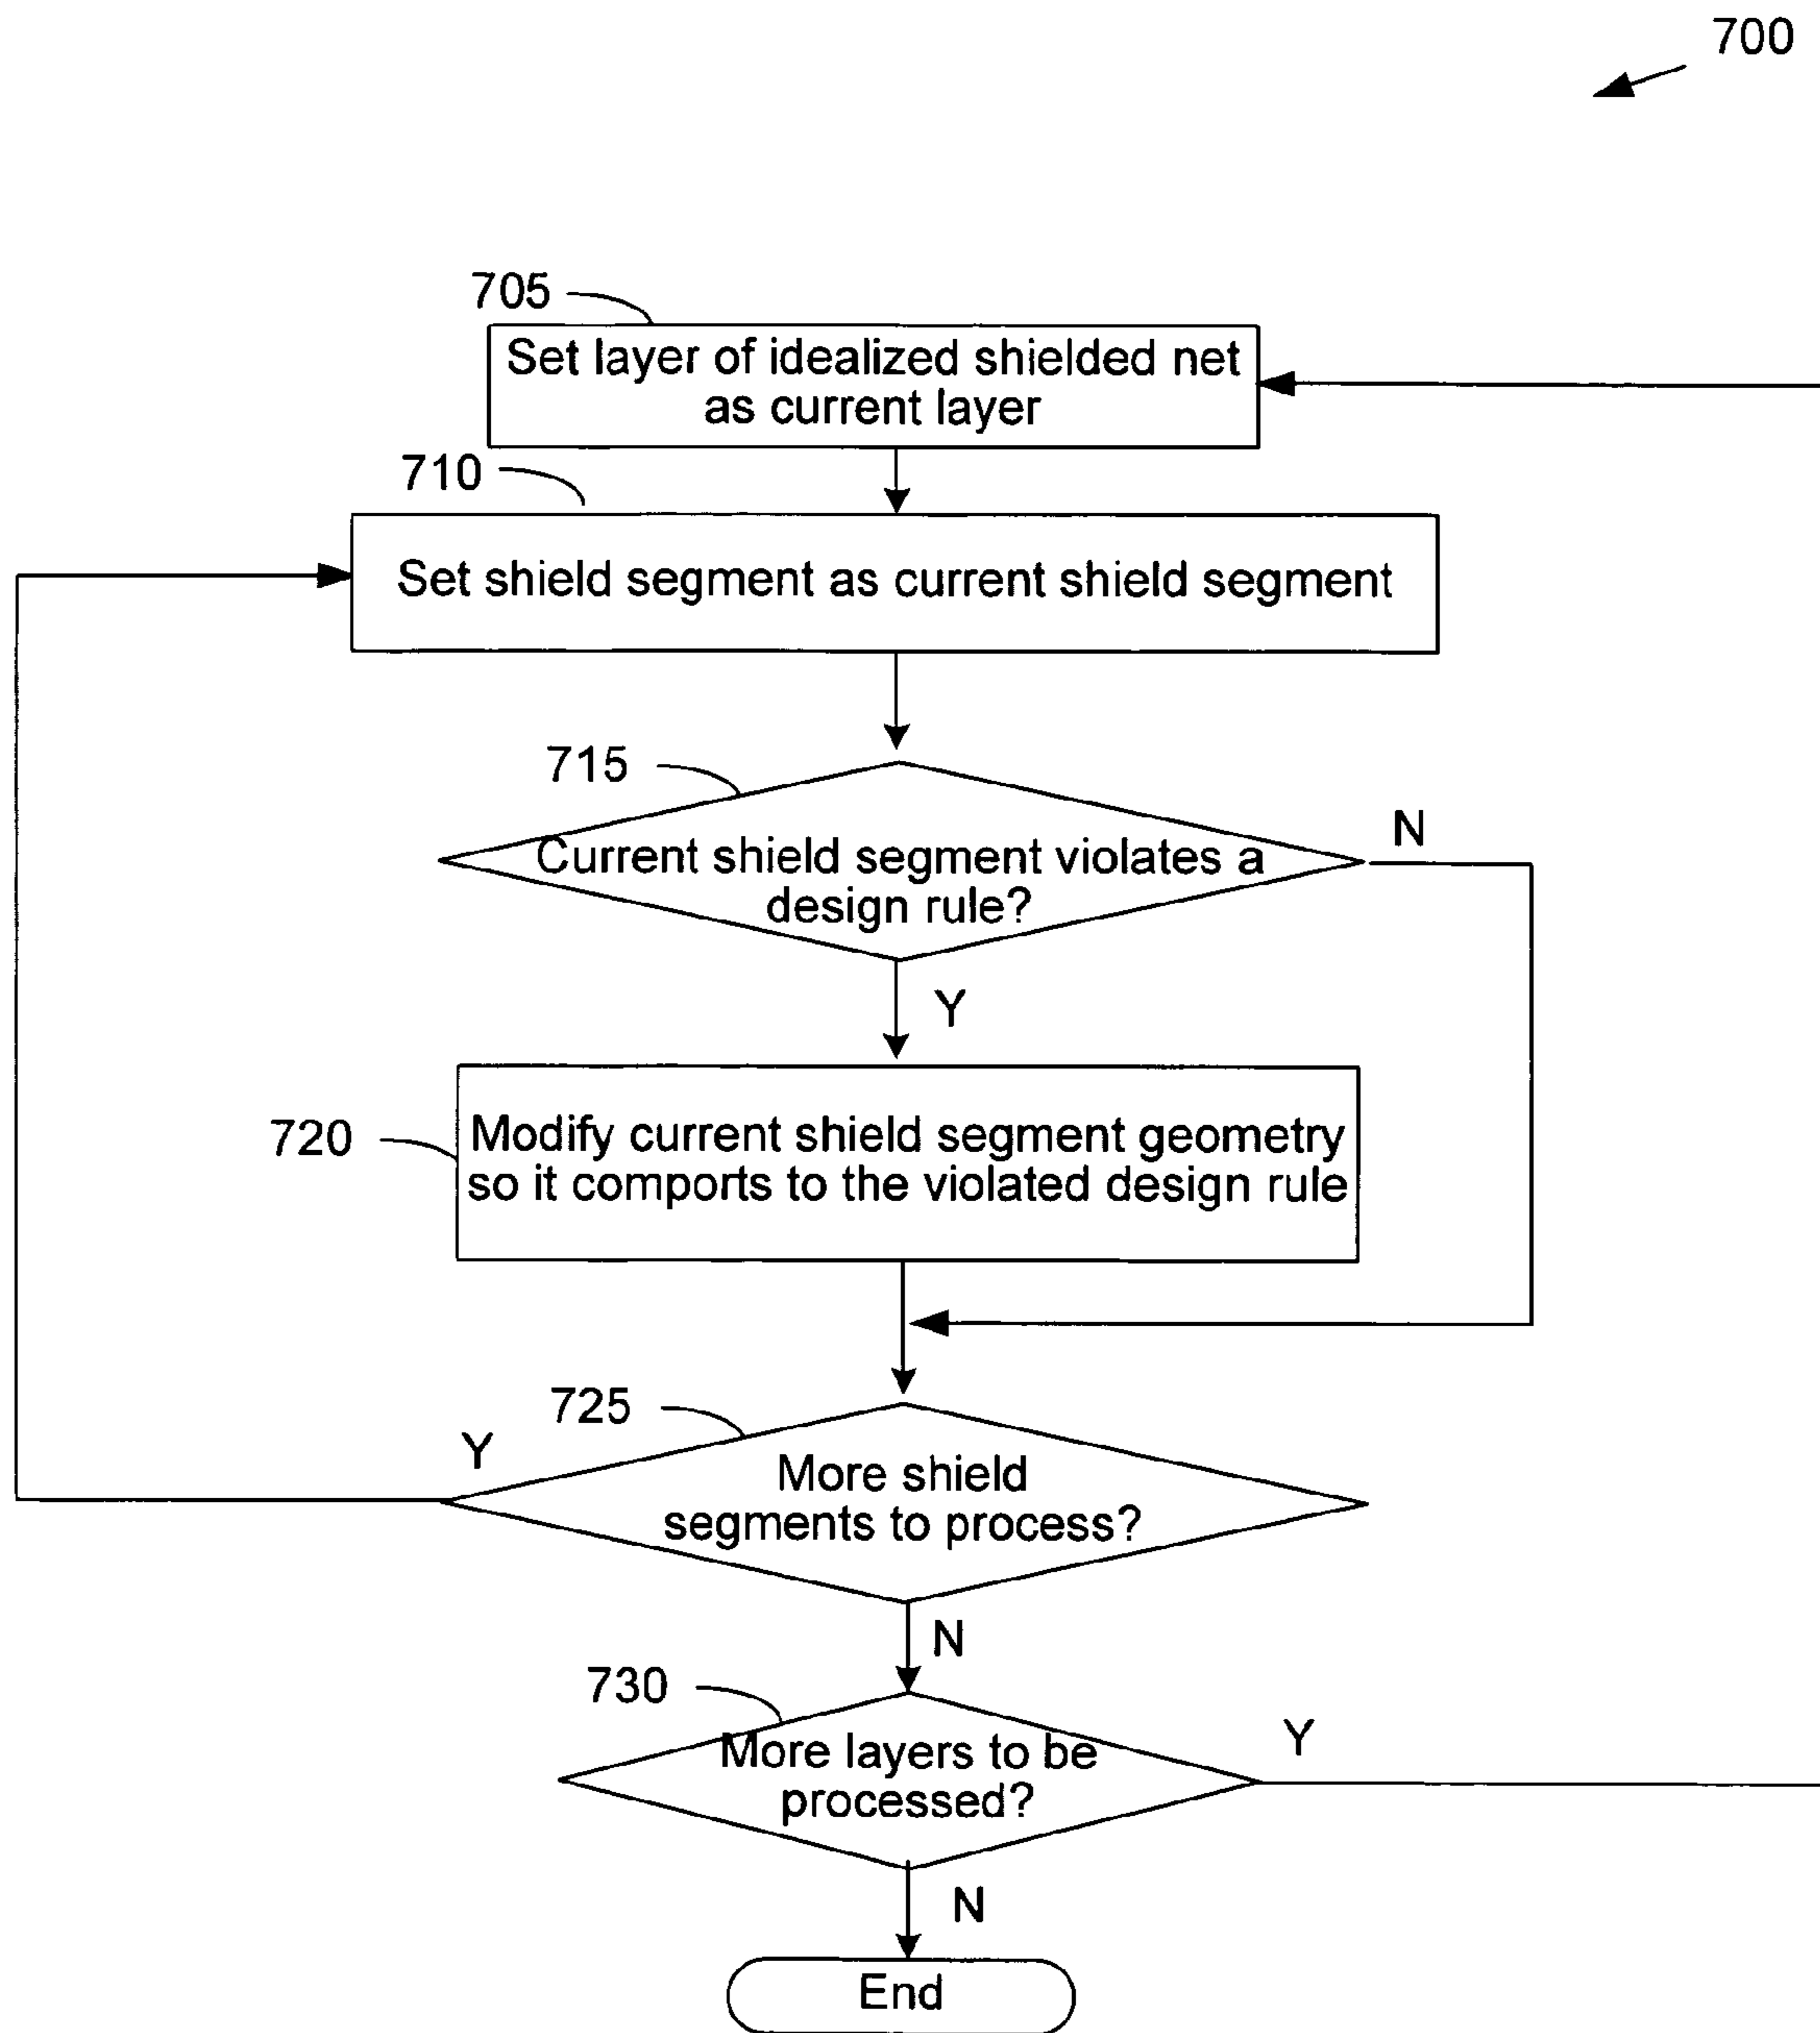 700
705
Set layer of idealized shielded net
as current layer
710
Set shield segment as current shield segment
715
N
Current shield segment violates a
design rule?
Y
720
Modify current shield segment geometry
so it comports to the violated design rule
725
Y
More shield
segments to process?
N
730
Y
More layers to be
processed?
N
End